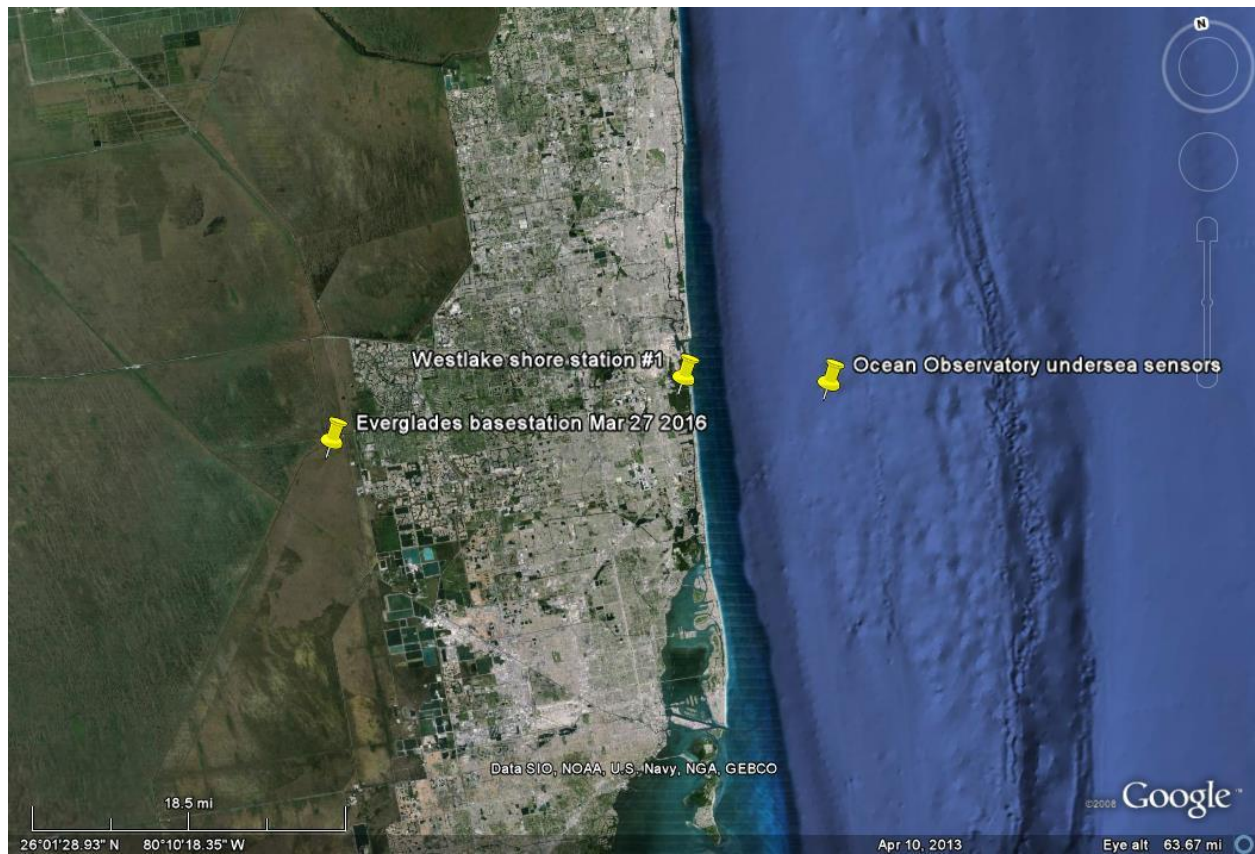 N
Westlake shore station #1
Ocean Observatory undersea sensors
Everglades basestation Mar 27 2016
Data SIO, NOAA, U.S. Navy, NGA, GEBCO
18.5 mi
©2008 Google™
26°01'28.93" N 80°10'18.35" W Apr 10, 2013 Eye alt 63.67 mi